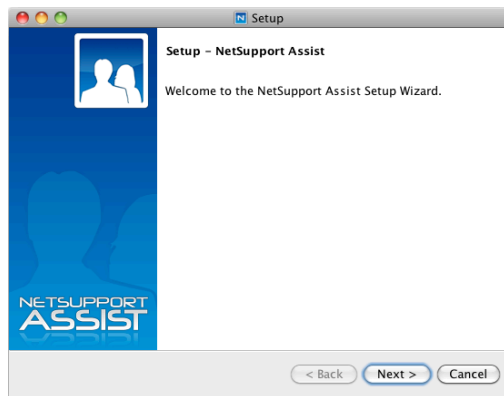 Setup
Setup – NetSupport Assist
Welcome to the NetSupport Assist Setup Wizard.
NETSUPPORT
ASSIST
< Back Next > Cancel